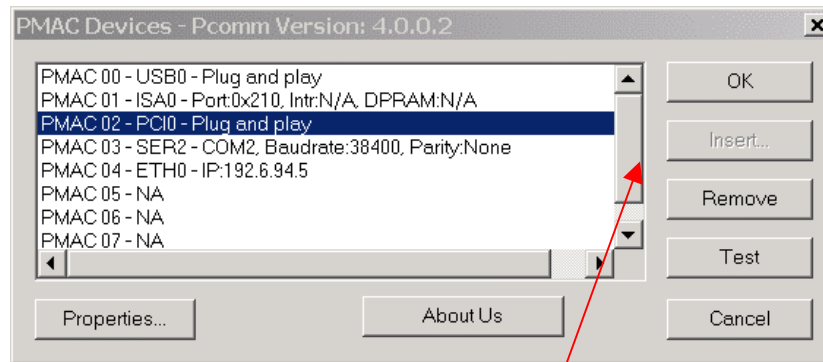 PMAC Devices - Pcomm Version: 4.0.0.2
PMAC 00 - USB0 - Plug and play
PMAC 01 - ISA0 - Port:0x210, Intr:N/A, DPRAM:N/A
PMAC 02 - PCI0 - Plug and play
PMAC 03 - SER2 - COM2, Baudrate:38400, Parity:None
PMAC 04 - ETH0 - IP:192.6.94.5
PMAC 05 - NA
PMAC 06 - NA
PMAC 07 - NA
OK
Insert...
Remove
Test
Properties...
About Us
Cancel